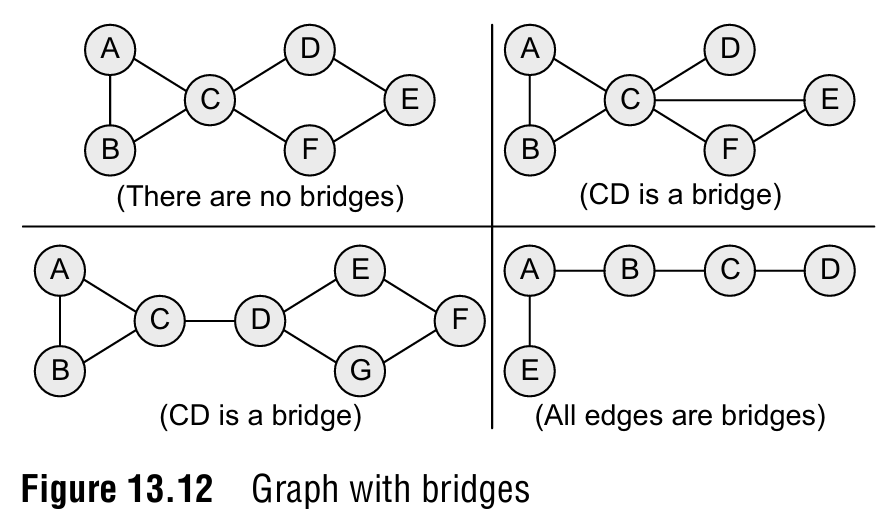 A
D
C
E
B
F
(There are no bridges)
A
D
C
E
B
F
(CD is a bridge)
A
E
C
D
F
B
G
(CD is a bridge)
A
B
C
D
E
(All edges are bridges)
Figure 13.12 Graph with bridges